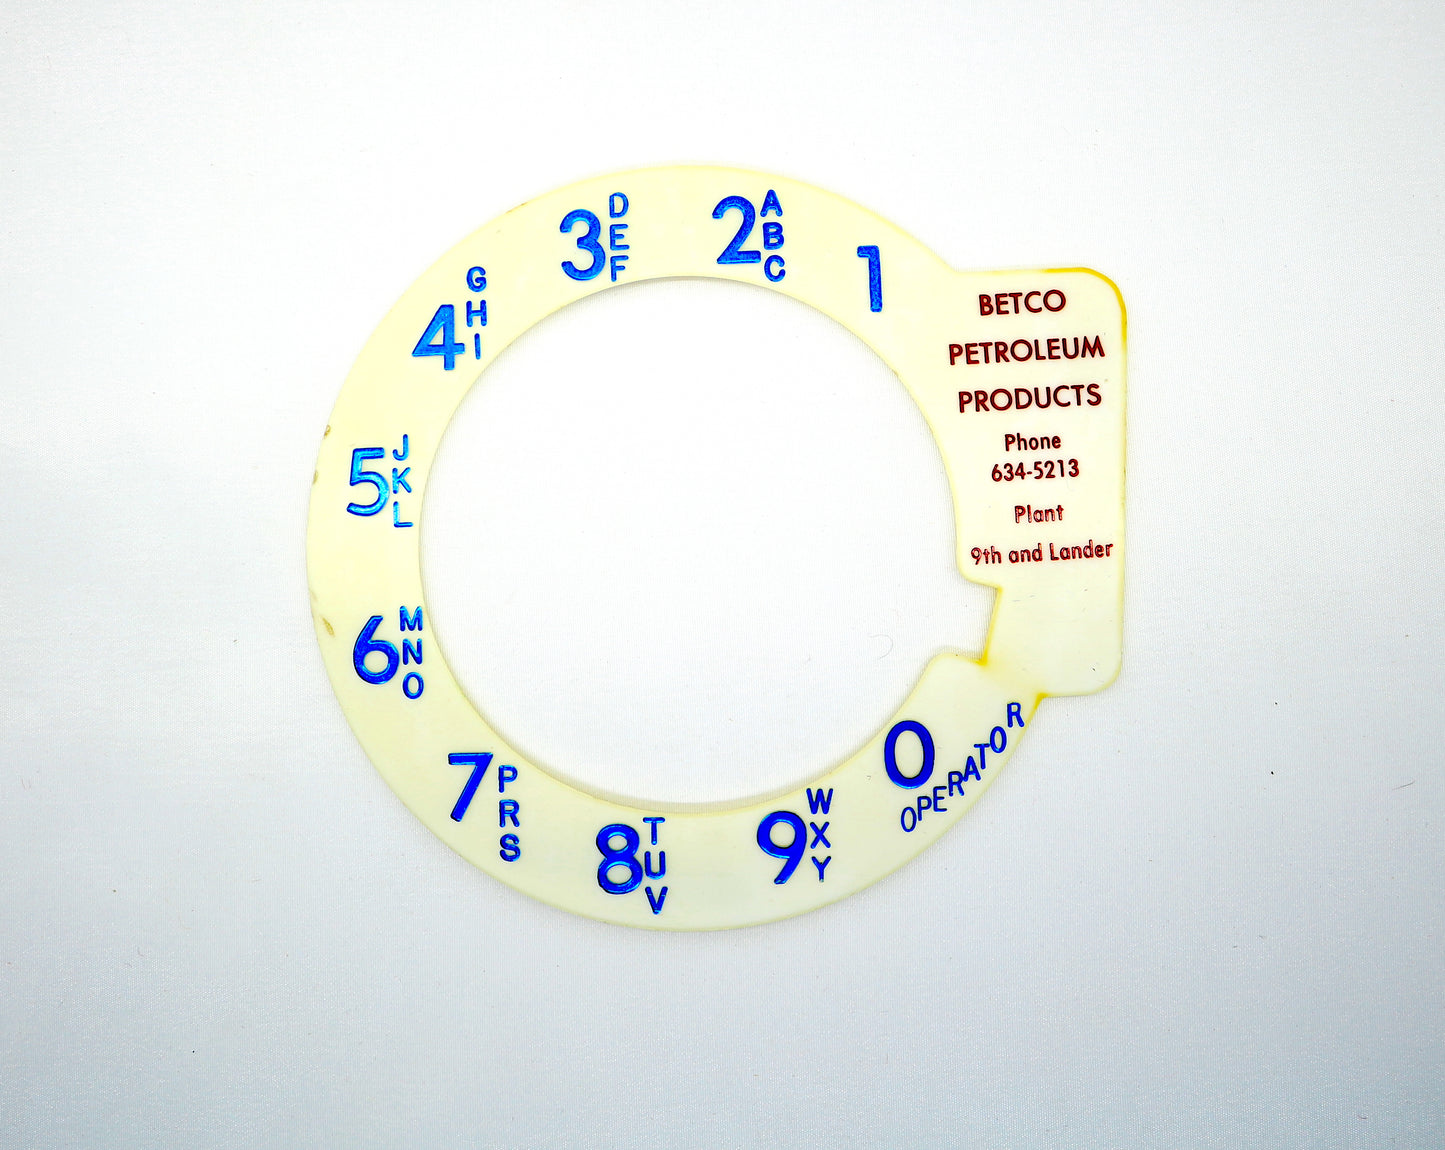 1
2 ABC
3 DEF
4 GHI
5 JKL
6 MNO
7 PRS
8 TUV
9 WXY
0 OPERATOR
BETCO
PETROLEUM
PRODUCTS
Phone
634-5213
Plant
9th and Lander